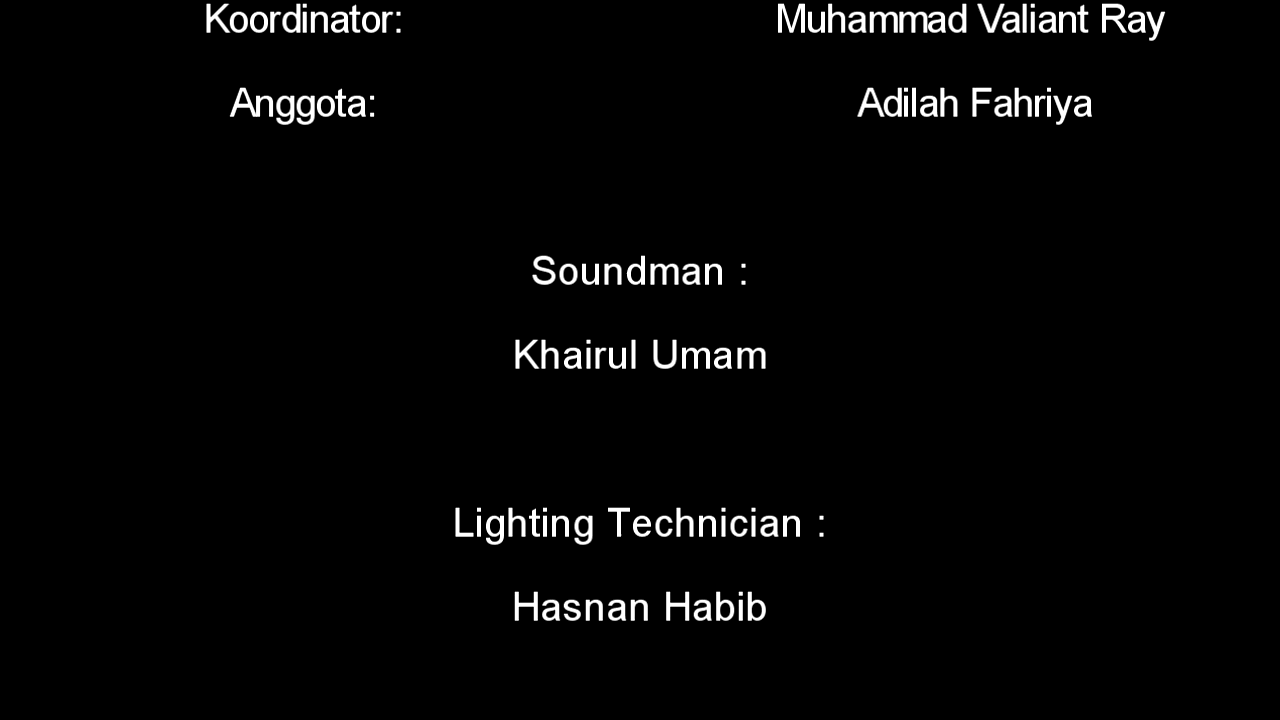 Koordinator: Muhammad Valiant Ray
Anggota: Adilah Fahriya
Soundman :
Khairul Umam
Lighting Technician :
Hasnan Habib